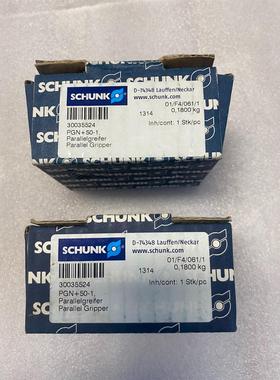 SCHUNK
D-74348 Lauffen/Neckar
www.schunk.com
01/F4/061/1
1314
0,1800 kg
30035524
Inh/cont: 1 Stk/pc
PGN+50-1.
Parallelgreifer
Parallel Gripper
SCHUNK
D-74348 Lauffen/Neckar
www.schunk.com
01/F4/061/1
1314
0,1800 kg
30035524
Inh/cont: 1 Stk/pc
PGN+50-1.
Parallelgreifer
Parallel Gripper